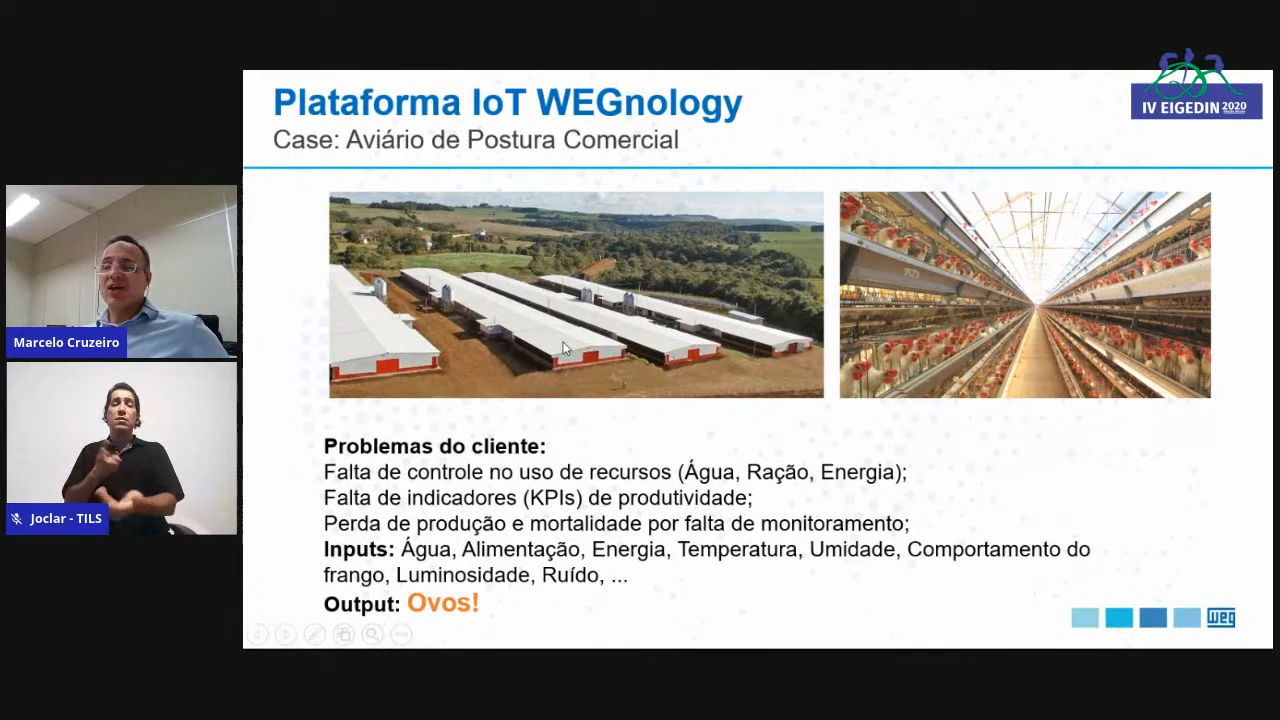 Plataforma IoT WEGnology
Case: Aviário de Postura Comercial
IV EIGEDIN 2020
Marcelo Cruzeiro
Joclar - TILS
Problemas do cliente:
Falta de controle no uso de recursos (Água, Ração, Energia);
Falta de indicadores (KPIs) de produtividade;
Perda de produção e mortalidade por falta de monitoramento;
Inputs: Água, Alimentação, Energia, Temperatura, Umidade, Comportamento do
frango, Luminosidade, Ruído, ...
Output: Ovos!
weg